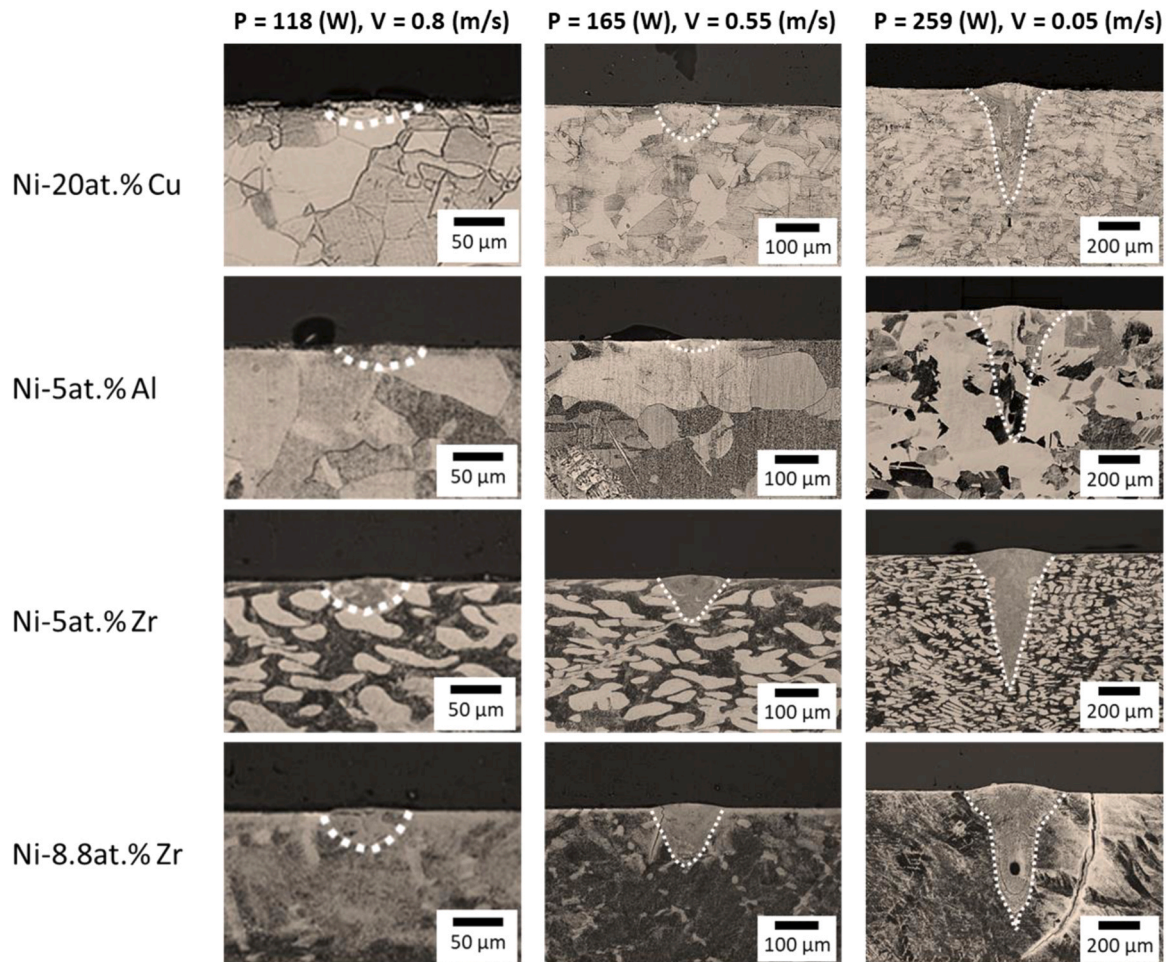 P = 118 (W), V = 0.8 (m/s) P = 165 (W), V = 0.55 (m/s) P = 259 (W), V = 0.05 (m/s)
Ni-20at.% Cu
50 µm 100 µm 200 µm
Ni-5at.% Al
50 µm 100 µm 200 µm
Ni-5at.% Zr
50 µm 100 µm 200 µm
Ni-8.8at.% Zr
50 µm 100 µm 200 µm